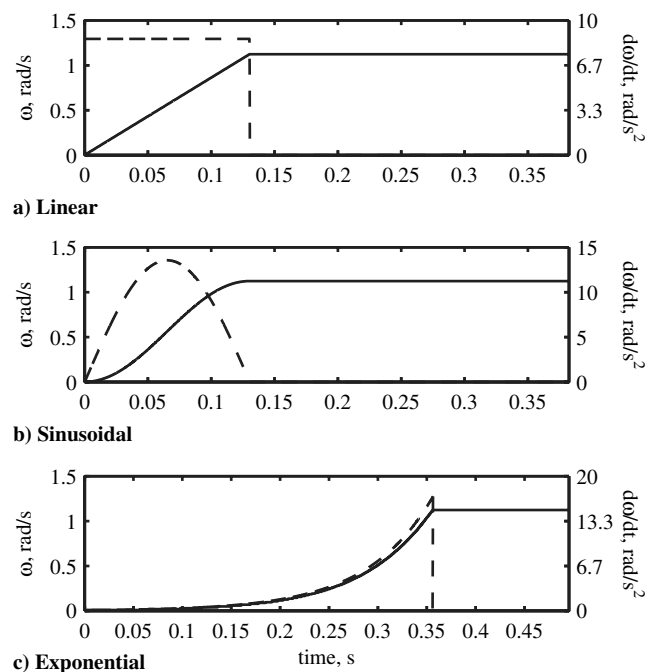 1.5
1
0.5
0
ω, rad/s
10
6.7
3.3
0
dω/dt, rad/s²
0 0.05 0.1 0.15 0.2 0.25 0.3 0.35
a) Linear
1.5
1
0.5
0
ω, rad/s
15
10
5
0
dω/dt, rad/s²
0 0.05 0.1 0.15 0.2 0.25 0.3 0.35
b) Sinusoidal
1.5
1
0.5
0
ω, rad/s
20
13.3
6.7
0
dω/dt, rad/s²
0 0.05 0.1 0.15 0.2 0.25 0.3 0.35 0.4 0.45
c) Exponential
time, s